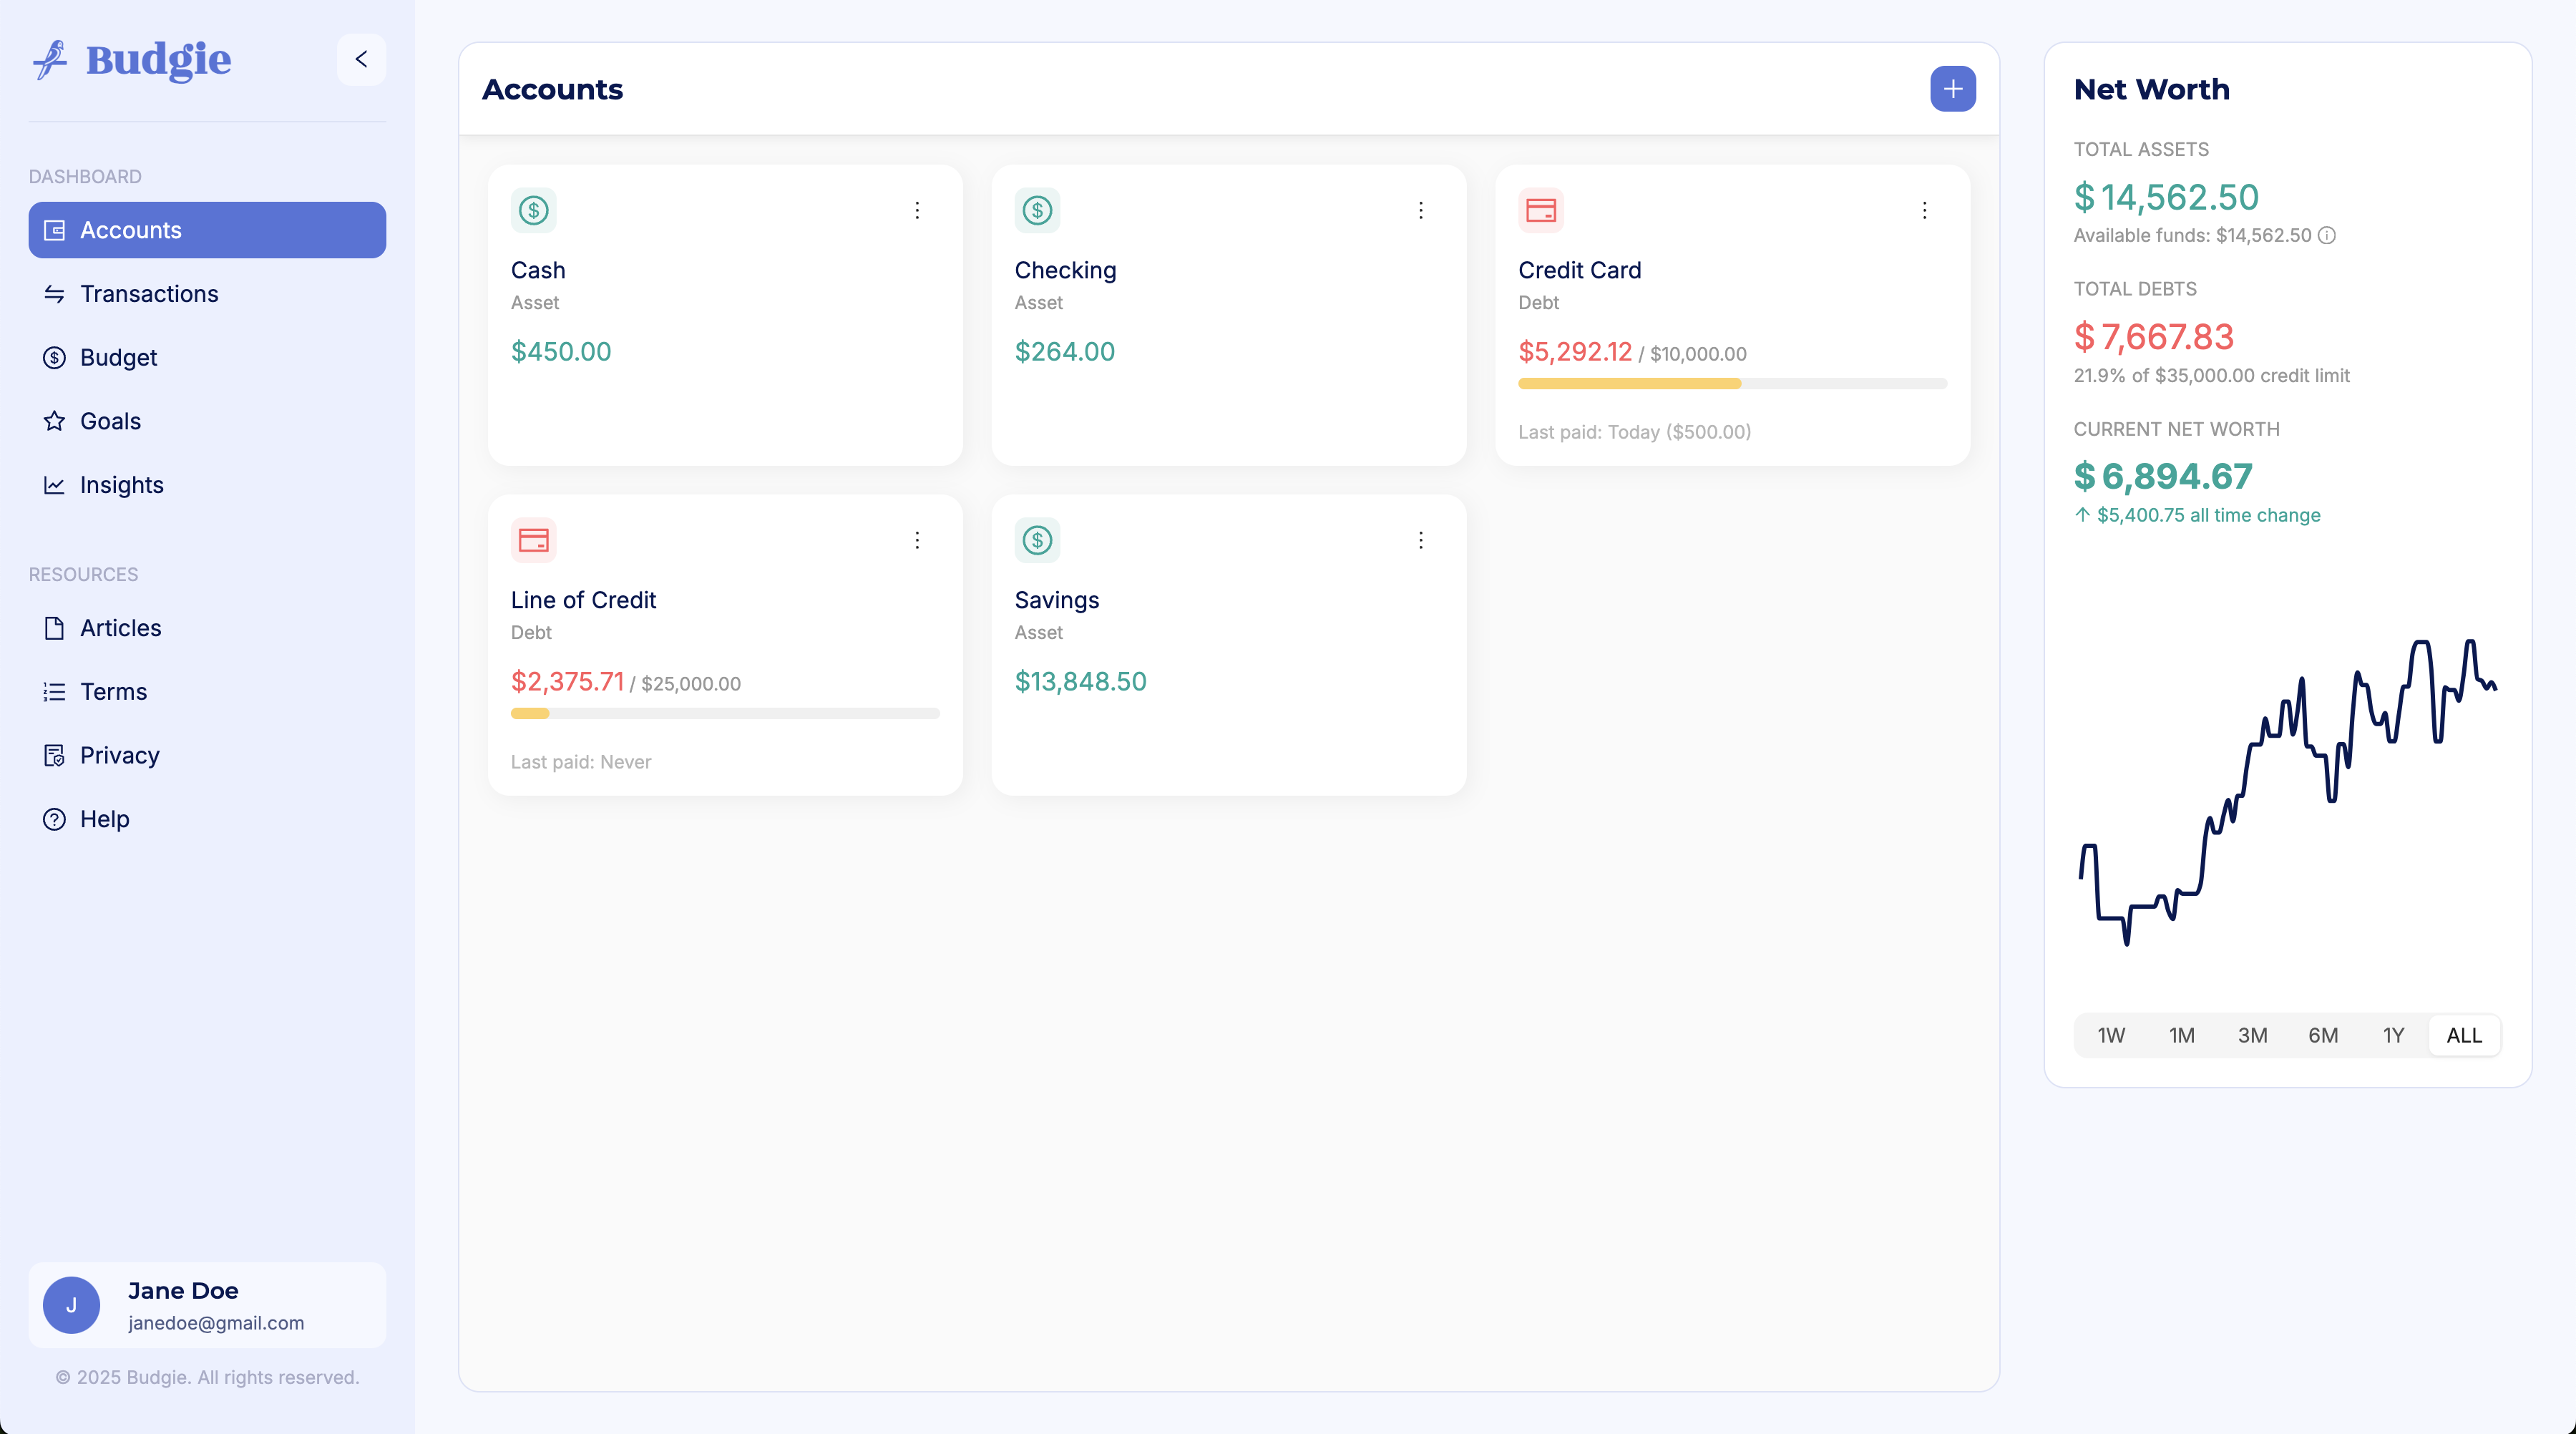 Budgie
DASHBOARD
Accounts
Transactions
Budget
Goals
Insights
RESOURCES
Articles
Terms
Privacy
Help
J
Jane Doe
janedoe@gmail.com
© 2025 Budgie. All rights reserved.
Accounts
Cash
Asset
$450.00
Checking
Asset
$264.00
Credit Card
Debt
$5,292.12 / $10,000.00
Last paid: Today ($500.00)
Line of Credit
Debt
$2,375.71 / $25,000.00
Last paid: Never
Savings
Asset
$13,848.50
Net Worth
TOTAL ASSETS
$ 14,562.50
Available funds: $14,562.50
TOTAL DEBTS
$ 7,667.83
21.9% of $35,000.00 credit limit
CURRENT NET WORTH
$ 6,894.67
↑ $5,400.75 all time change
1W 1M 3M 6M 1Y ALL